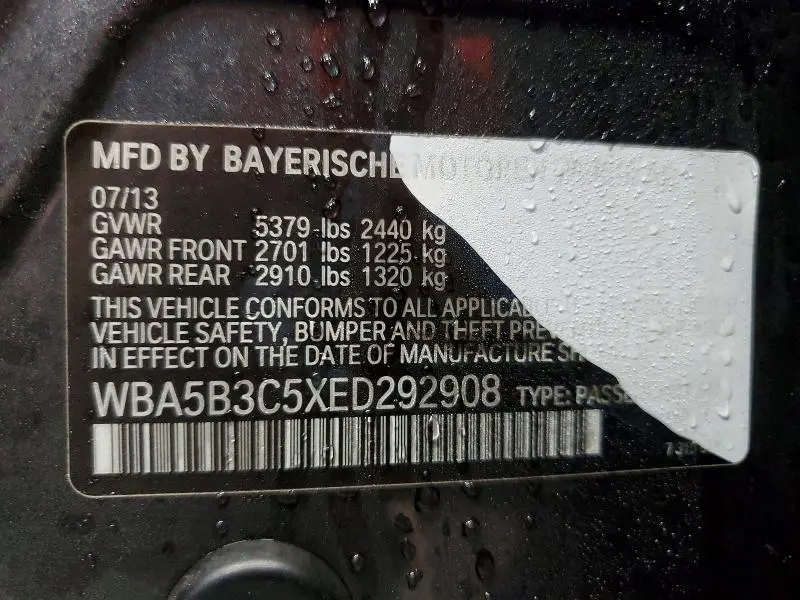 MFD BY BAYERISCHE MOTOREN
07/13
GVWR 5379 lbs 2440 kg
GAWR FRONT 2701 lbs 1225 kg
GAWR REAR 2910 lbs 1320 kg
THIS VEHICLE CONFORMS TO ALL
VEHICLE SAFETY, BUMPER AND THEFT
IN EFFECT ON THE DATE OF MANUFACTURE
WBA5B3C5XED292908 TYPE: